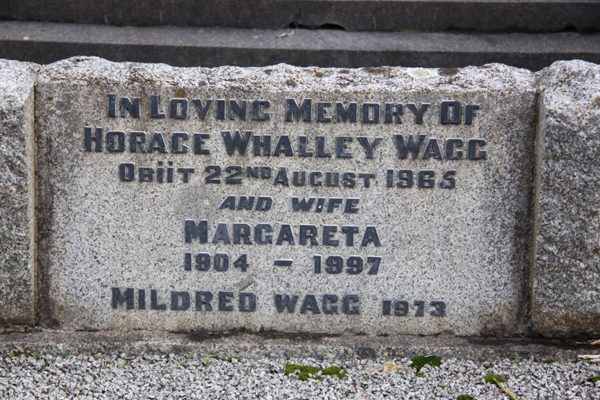 In Loving Memory Of
Horace Whalley Wagg
Obiit 22nd August 1965
and wife
Margareta
1904 - 1997
Mildred Wagg 1973